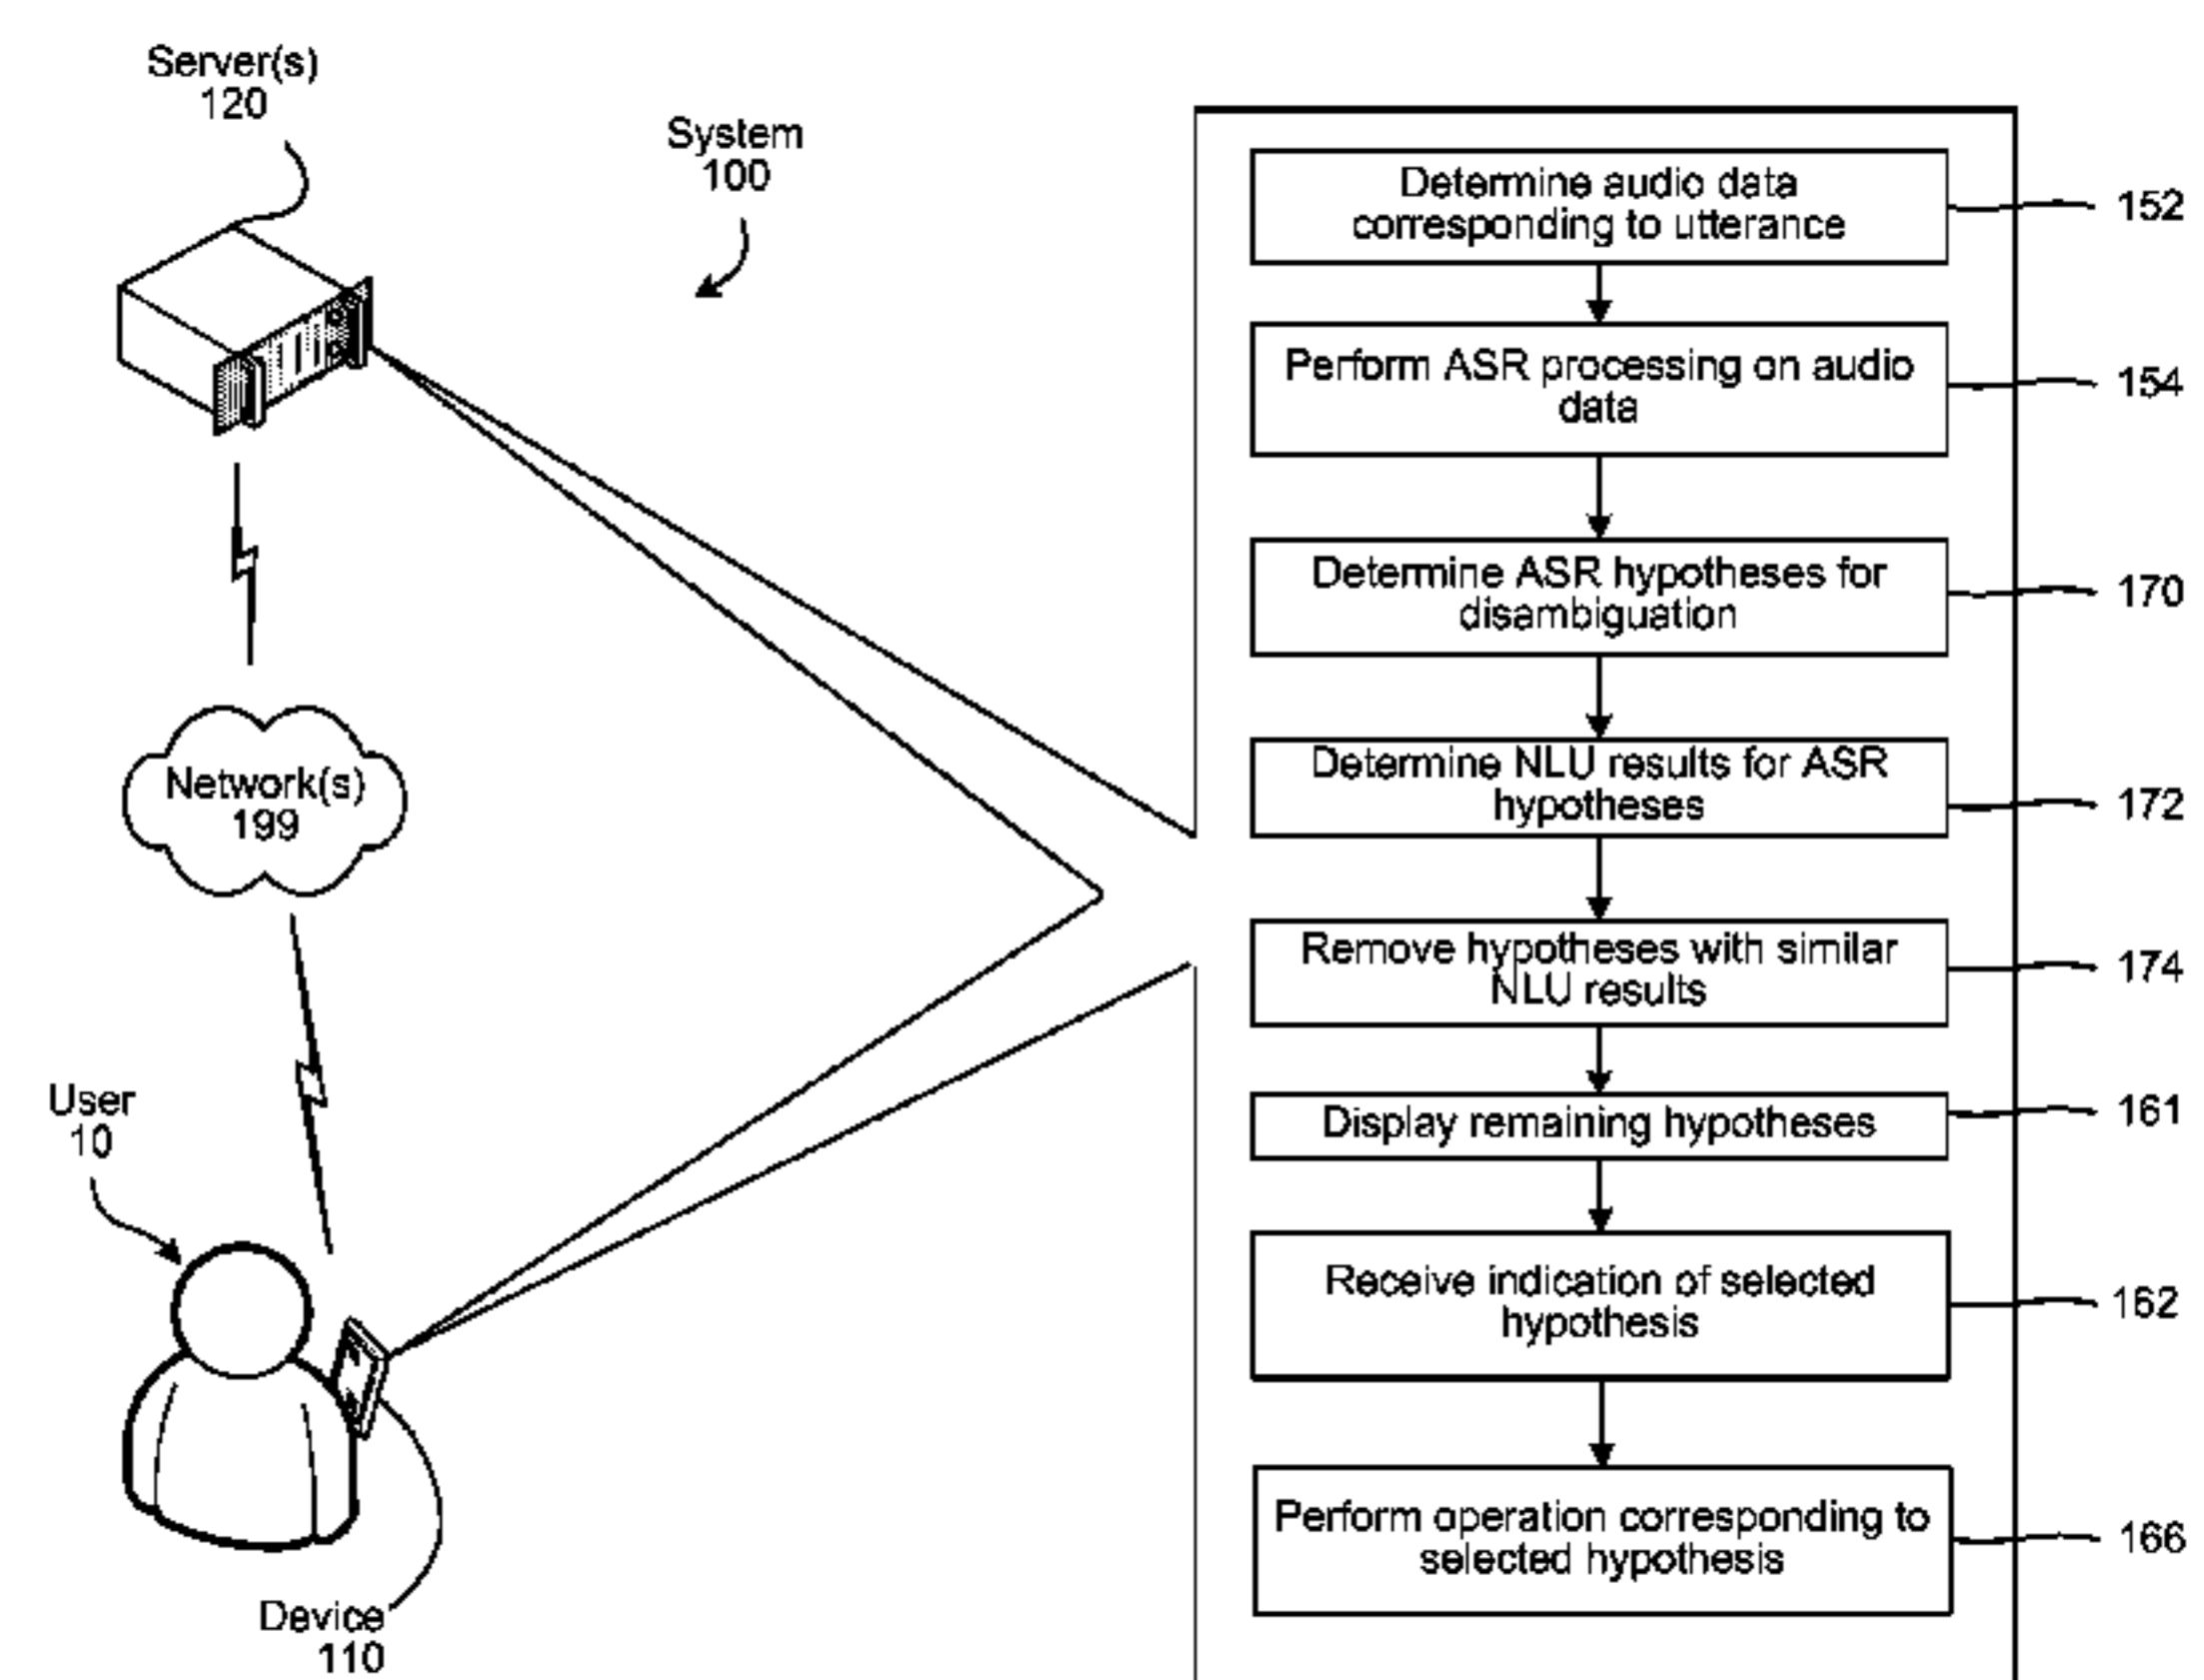 Server(s)
120
System
100
Network(s)
199
User
10
Device
110
Determine audio data
corresponding to utterance
152
Perform ASR processing on audio
data
154
Determine ASR hypotheses for
disambiguation
170
Determine NLU results for ASR
hypotheses
172
Remove hypotheses with similar
NLU results
174
Display remaining hypotheses
161
Receive indication of selected
hypothesis
162
Perform operation corresponding to
selected hypothesis
166